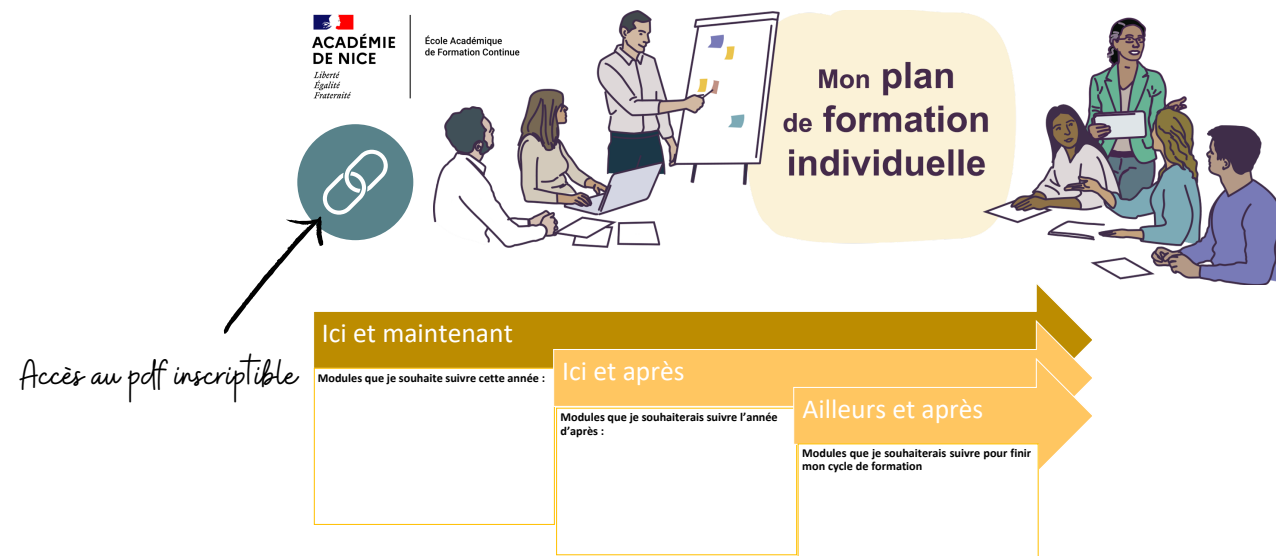 ACADÉMIE
DE NICE
Liberté
Égalité
Fraternité
École Académique
de Formation Continue
Mon plan
de formation
individuelle
Accès au pdf inscriptible
Ici et maintenant
Modules que je souhaite suivre cette année :
Ici et après
Modules que je souhaiterais suivre l’année
d’après :
Ailleurs et après
Modules que je souhaiterais suivre pour finir
mon cycle de formation